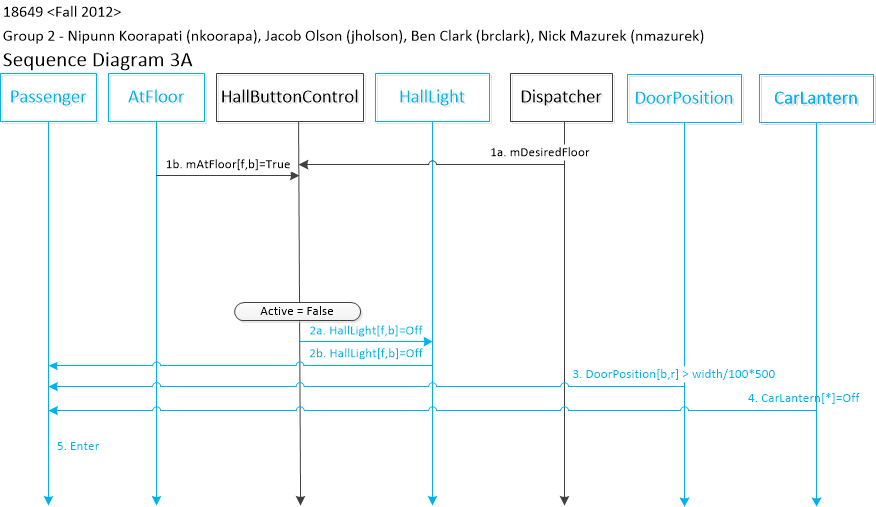 18649 <Fall 2012>
Group 2 - Nipunn Koorapati (nkoorapa), Jacob Olson (jholson), Ben Clark (brclark), Nick Mazurek (nmazurek)
Sequence Diagram 3A
Passenger
AtFloor
HallButtonControl
HallLight
Dispatcher
DoorPosition
CarLantern
1a. mDesiredFloor
1b. mAtFloor[f,b]=True
Active = False
2a. HallLight[f,b]=Off
2b. HallLight[f,b]=Off
3. DoorPosition[b,r] > width/100*500
4. CarLantern[*]=Off
5. Enter